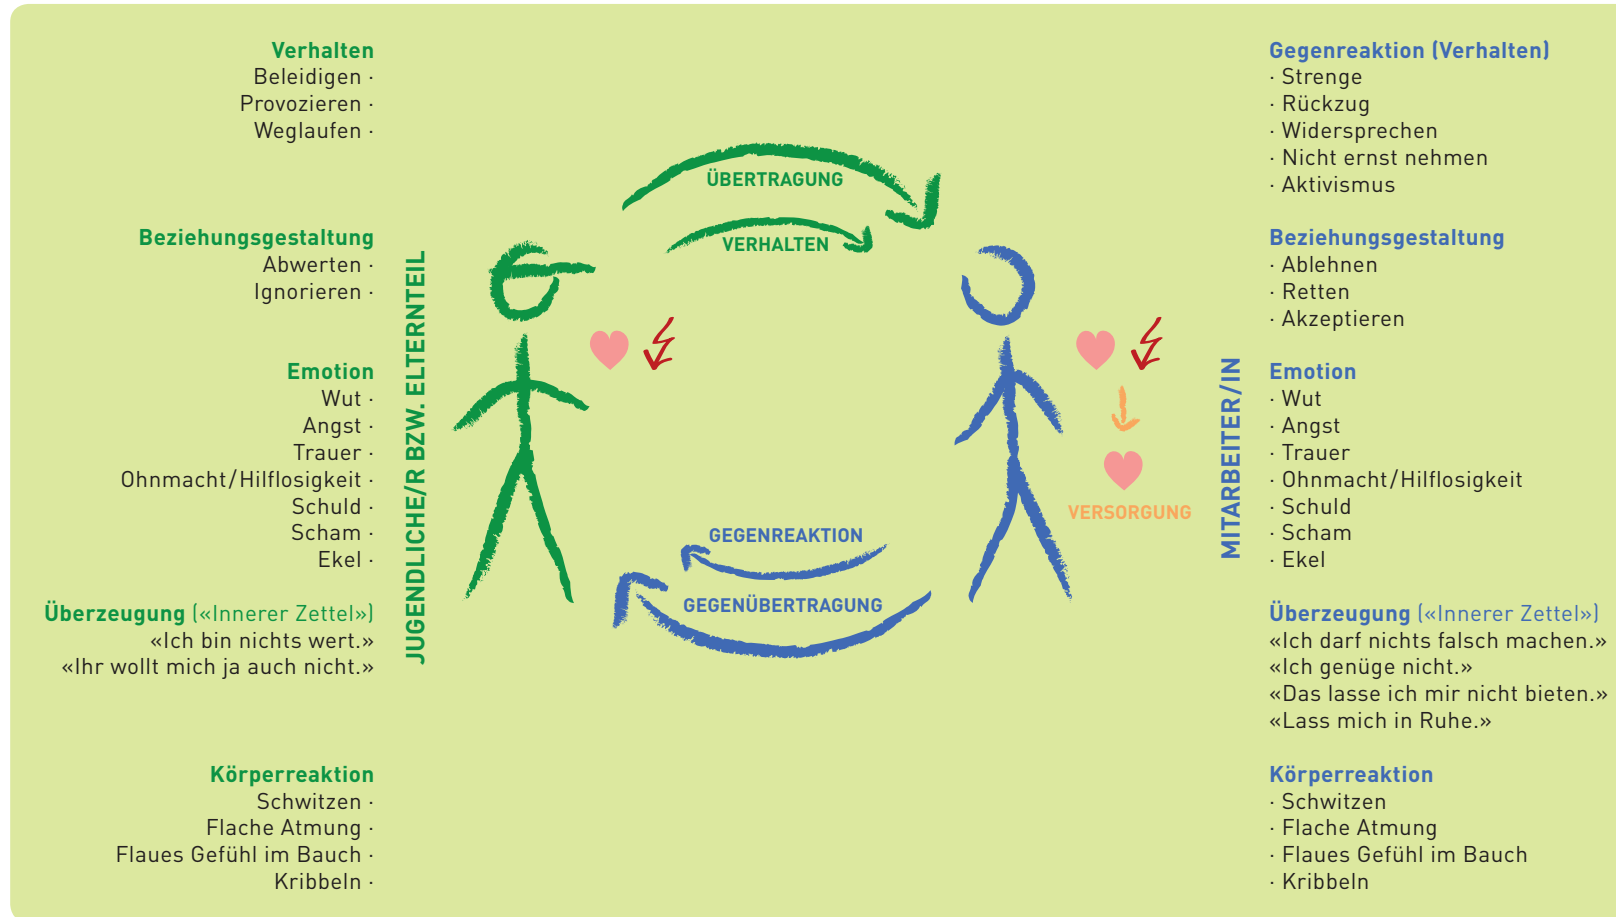 Verhalten
Beleidigen ·
Provozieren ·
Weglaufen ·
Beziehungsgestaltung
Abwerten ·
Ignorieren ·
Emotion
Wut ·
Angst ·
Trauer ·
Ohnmacht/Hilflosigkeit ·
Schuld ·
Scham ·
Ekel ·
Überzeugung («Innerer Zettel»)
«Ich bin nichts wert.»
«Ihr wollt mich ja auch nicht.»
Körperreaktion
Schwitzen ·
Flache Atmung ·
Flaues Gefühl im Bauch ·
Kribbeln ·
JUGENDLICHE/R BZW. ELTERNTEIL
ÜBERTRAGUNG
VERHALTEN
GEGENREAKTION
GEGENÜBERTRAGUNG
VERSORGUNG
MITARBEITER/IN
Gegenreaktion (Verhalten)
· Strenge
· Rückzug
· Widersprechen
· Nicht ernst nehmen
· Aktivismus
Beziehungsgestaltung
· Ablehnen
· Retten
· Akzeptieren
Emotion
· Wut
· Angst
· Trauer
· Ohnmacht/Hilflosigkeit
· Schuld
· Scham
· Ekel
Überzeugung («Innerer Zettel»)
«Ich darf nichts falsch machen.»
«Ich genüge nicht.»
«Das lasse ich mir nicht bieten.»
«Lass mich in Ruhe.»
Körperreaktion
· Schwitzen
· Flache Atmung
· Flaues Gefühl im Bauch
· Kribbeln